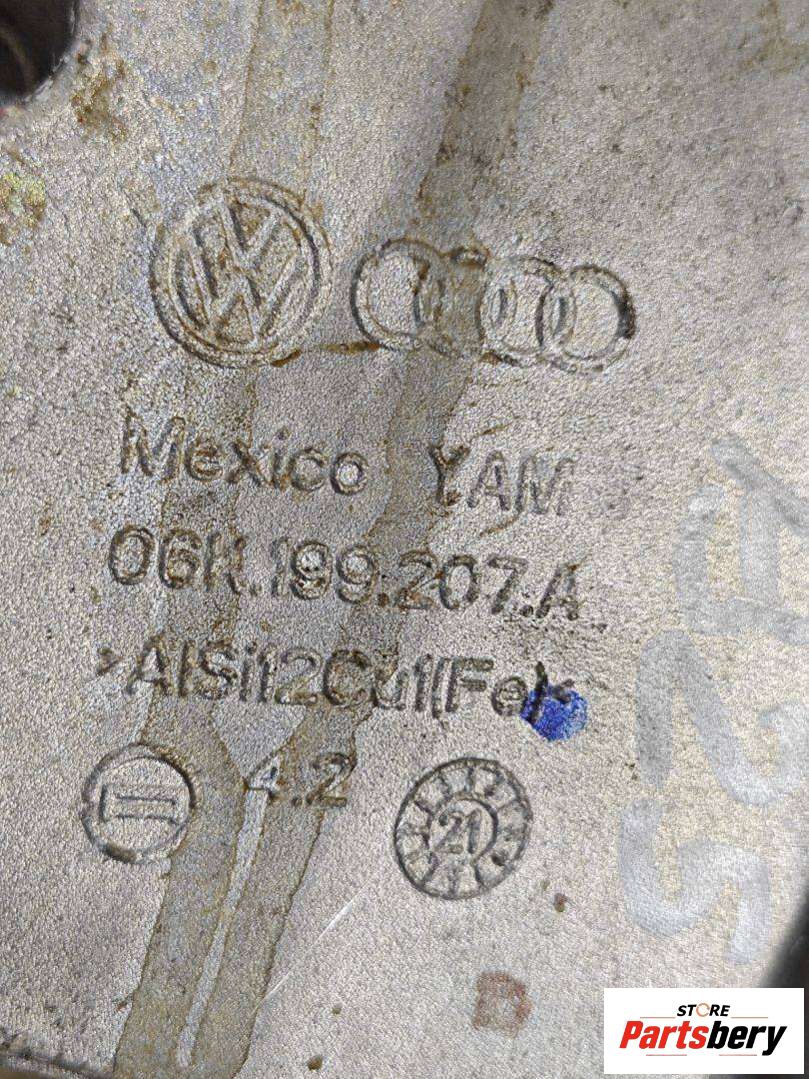 Mexico YAM
06K.199.207.A
>AlSi12Cu1(Fe)<
4.2
21
B
STORE
Partsbery